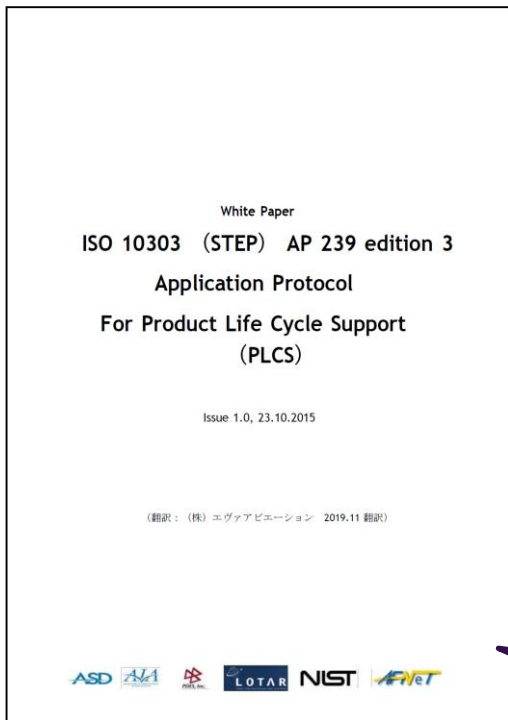 White Paper
ISO 10303 （STEP） AP 239 edition 3
Application Protocol
For Product Life Cycle Support
（PLCS）
Issue 1.0, 23.10.2015
（翻訳：（株）エヴァアビエーション 2019.11 翻訳）
ASD AIA PDES, Inc. LOTAR NIST AFNeT